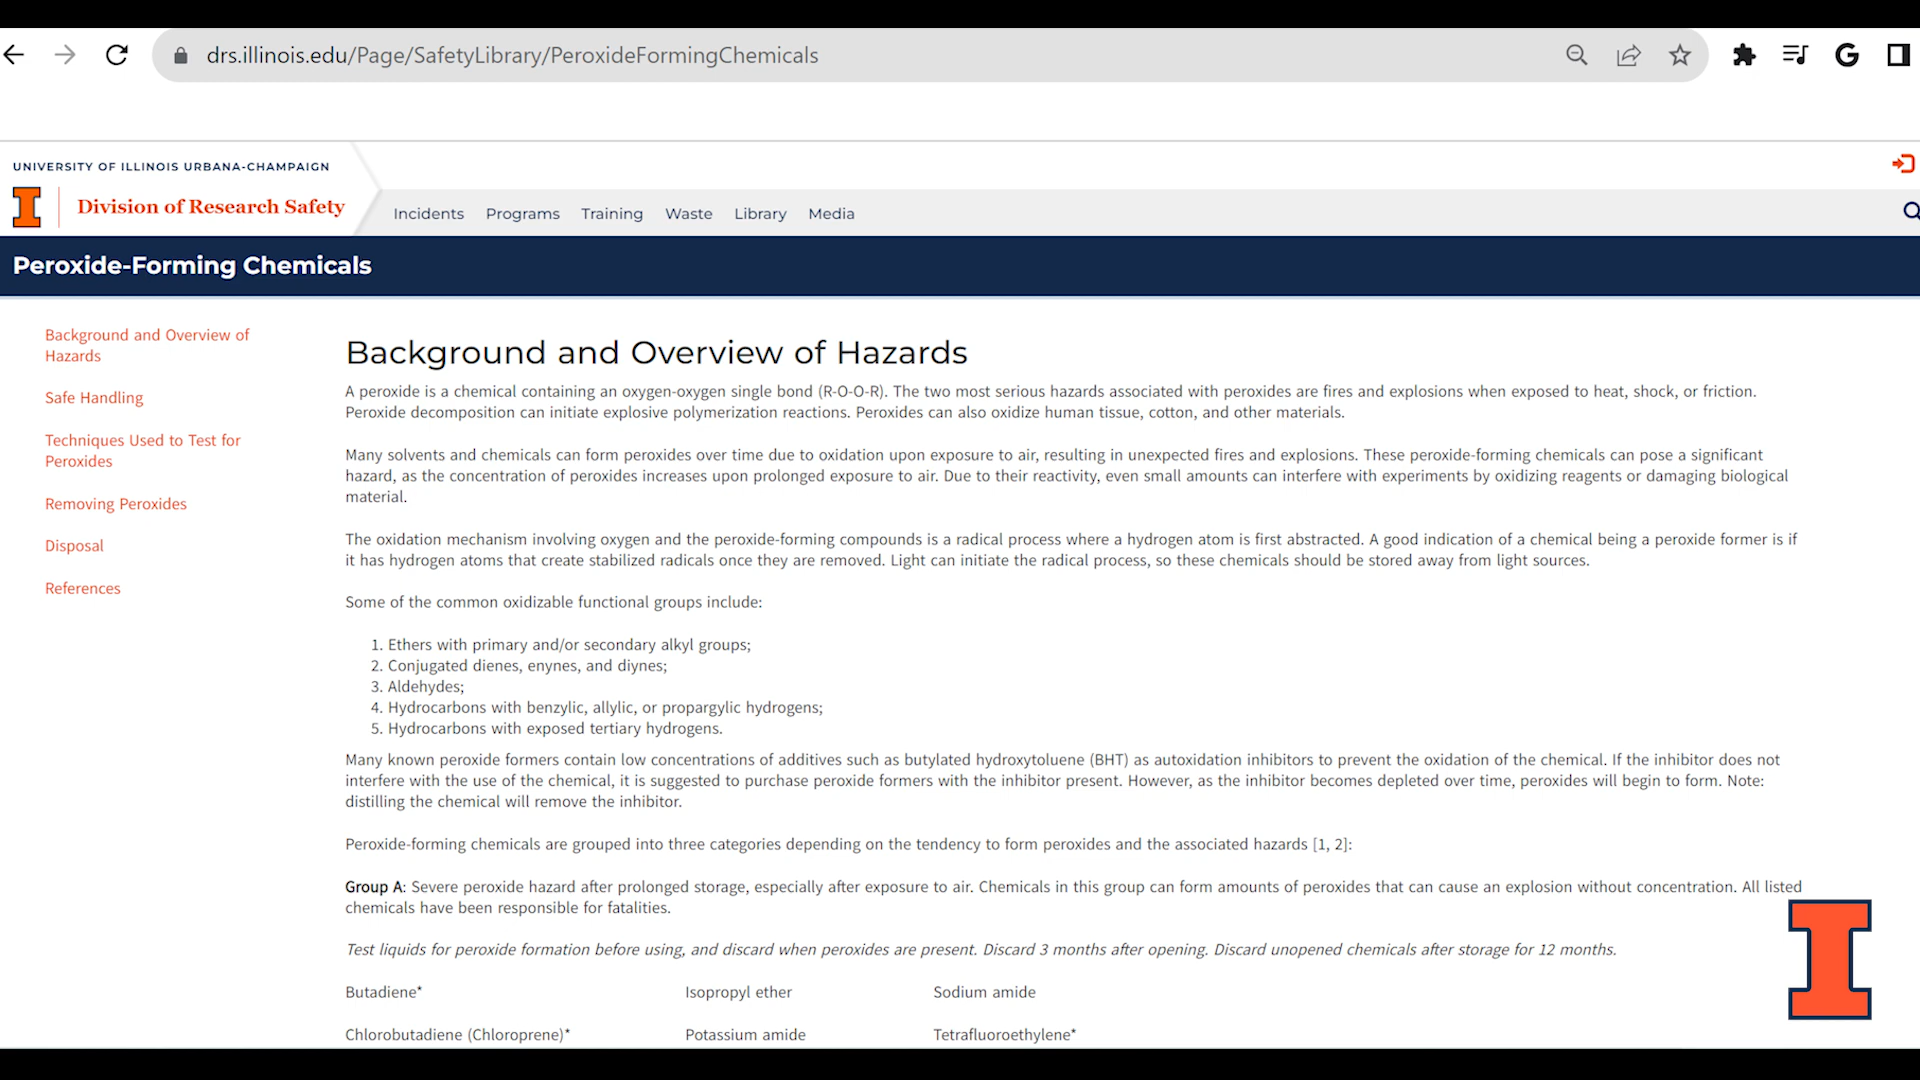 drs.illinois.edu/Page/SafetyLibrary/PeroxideFormingChemicals
UNIVERSITY OF ILLINOIS URBANA-CHAMPAIGN
Division of Research Safety
Incidents Programs Training Waste Library Media
Peroxide-Forming Chemicals
Background and Overview of
Hazards
Safe Handling
Techniques Used to Test for
Peroxides
Removing Peroxides
Disposal
References
Background and Overview of Hazards
A peroxide is a chemical containing an oxygen-oxygen single bond (R-O-O-R). The two most serious hazards associated with peroxides are fires and explosions when exposed to heat, shock, or friction.
Peroxide decomposition can initiate explosive polymerization reactions. Peroxides can also oxidize human tissue, cotton, and other materials.
Many solvents and chemicals can form peroxides over time due to oxidation upon exposure to air, resulting in unexpected fires and explosions. These peroxide-forming chemicals can pose a significant
hazard, as the concentration of peroxides increases upon prolonged exposure to air. Due to their reactivity, even small amounts can interfere with experiments by oxidizing reagents or damaging biological
material.
The oxidation mechanism involving oxygen and the peroxide-forming compounds is a radical process where a hydrogen atom is first abstracted. A good indication of a chemical being a peroxide former is if
it has hydrogen atoms that create stabilized radicals once they are removed. Light can initiate the radical process, so these chemicals should be stored away from light sources.
Some of the common oxidizable functional groups include:
1. Ethers with primary and/or secondary alkyl groups;
2. Conjugated dienes, enynes, and diynes;
3. Aldehydes;
4. Hydrocarbons with benzylic, allylic, or propargylic hydrogens;
5. Hydrocarbons with exposed tertiary hydrogens.
Many known peroxide formers contain low concentrations of additives such as butylated hydroxytoluene (BHT) as autoxidation inhibitors to prevent the oxidation of the chemical. If the inhibitor does not
interfere with the use of the chemical, it is suggested to purchase peroxide formers with the inhibitor present. However, as the inhibitor becomes depleted over time, peroxides will begin to form. Note:
distilling the chemical will remove the inhibitor.
Peroxide-forming chemicals are grouped into three categories depending on the tendency to form peroxides and the associated hazards [1, 2]:
Group A: Severe peroxide hazard after prolonged storage, especially after exposure to air. Chemicals in this group can form amounts of peroxides that can cause an explosion without concentration. All listed
chemicals have been responsible for fatalities.
Test liquids for peroxide formation before using, and discard when peroxides are present. Discard 3 months after opening. Discard unopened chemicals after storage for 12 months.
Butadiene* Isopropyl ether Sodium amide
Chlorobutadiene (Chloroprene)* Potassium amide Tetrafluoroethylene*